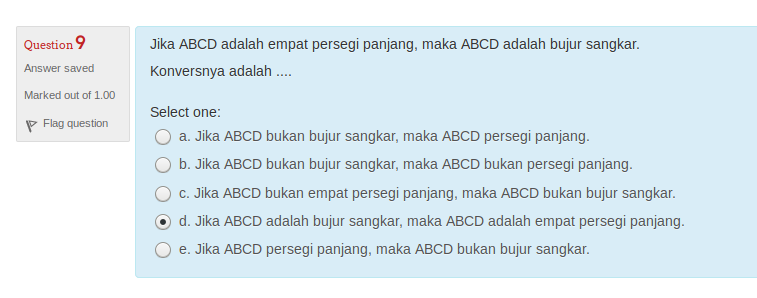 Question 9
Answer saved
Marked out of 1.00
Flag question
Jika ABCD adalah empat persegi panjang, maka ABCD adalah bujur sangkar.
Konversnya adalah ....
Select one:
a. Jika ABCD bukan bujur sangkar, maka ABCD persegi panjang.
b. Jika ABCD bukan bujur sangkar, maka ABCD bukan persegi panjang.
c. Jika ABCD bukan empat persegi panjang, maka ABCD bukan bujur sangkar.
d. Jika ABCD adalah bujur sangkar, maka ABCD adalah empat persegi panjang.
e. Jika ABCD persegi panjang, maka ABCD bukan bujur sangkar.